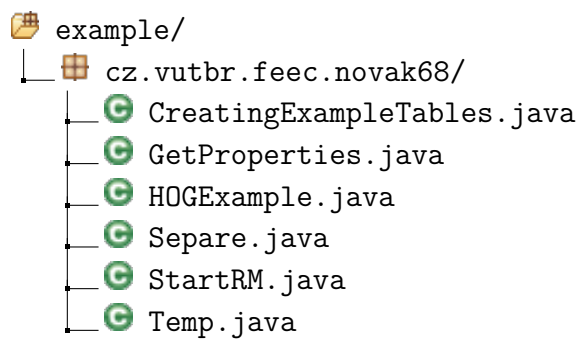 example/
cz.vutbr.feec.novak68/
CreatingExampleTables.java
GetProperties.java
HOGExample.java
Separe.java
StartRM.java
Temp.java